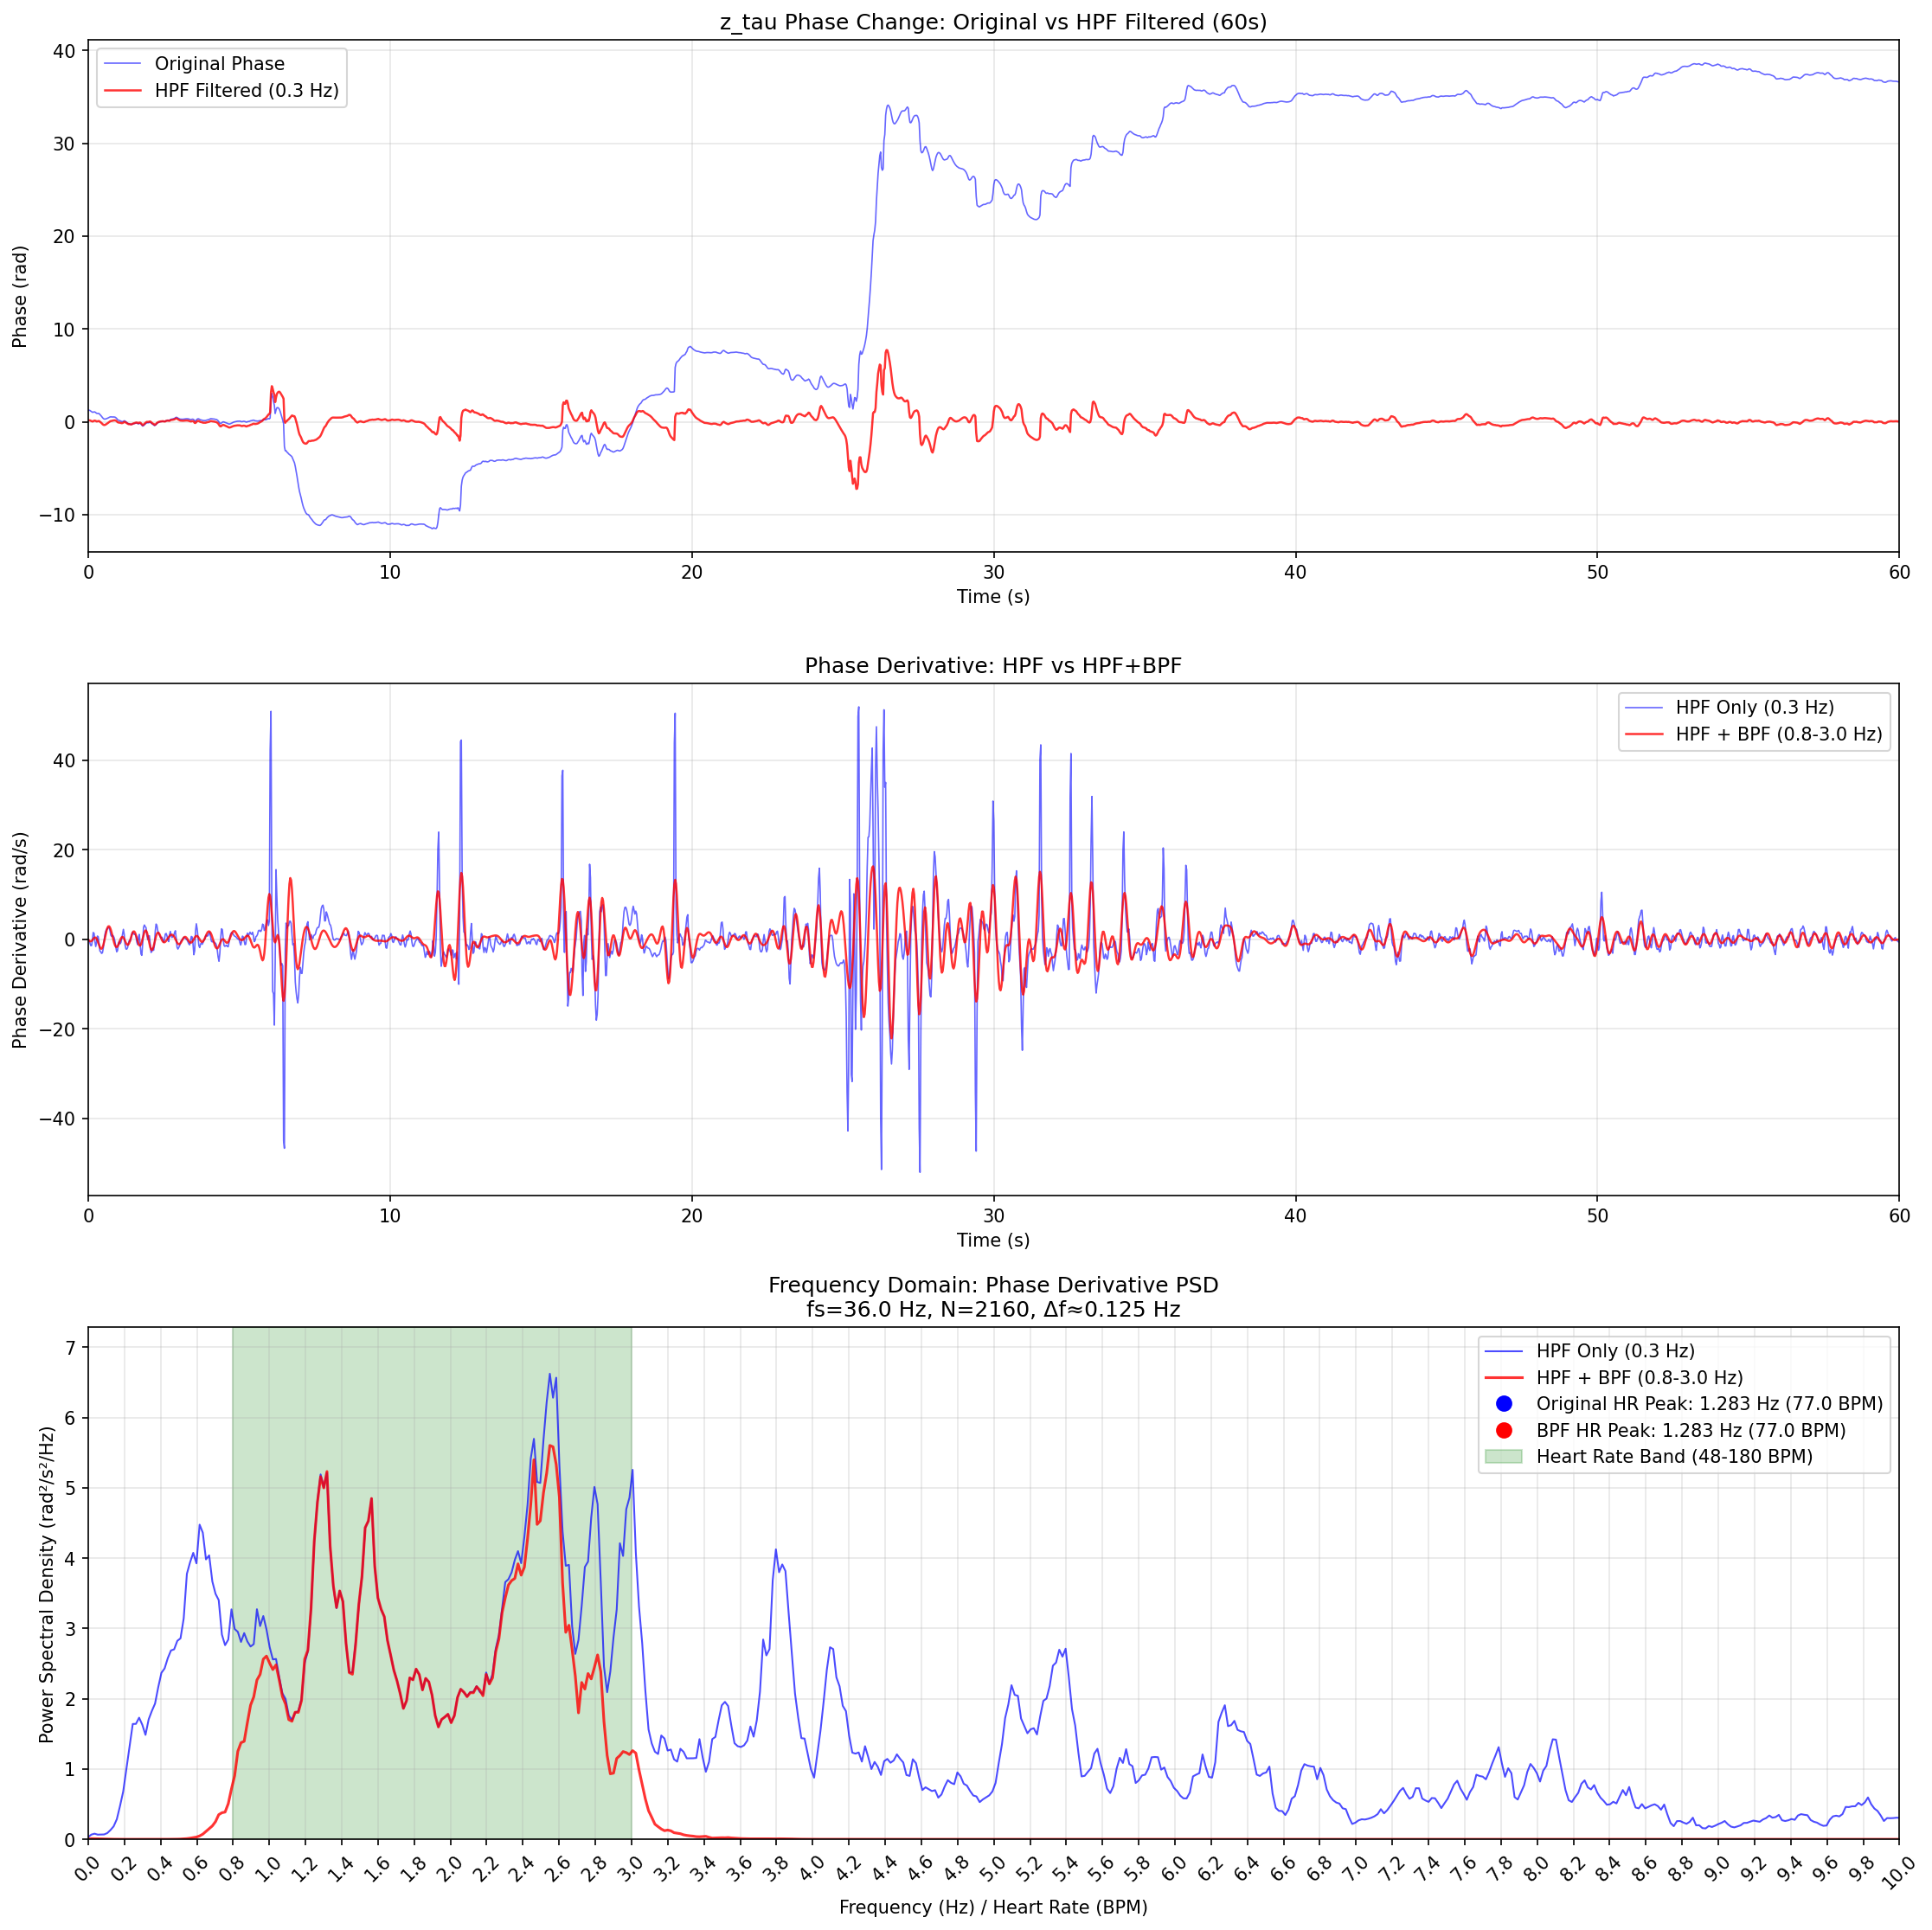 z_tau Phase Change: Original vs HPF Filtered (60s)
Original Phase
HPF Filtered (0.3 Hz)
Phase (rad)
40
30
20
10
0
−10
0 10 20 30 40 50 60
Time (s)
Phase Derivative: HPF vs HPF+BPF
HPF Only (0.3 Hz)
HPF + BPF (0.8-3.0 Hz)
Phase Derivative (rad/s)
40
20
0
−20
−40
0 10 20 30 40 50 60
Time (s)
Frequency Domain: Phase Derivative PSD
fs=36.0 Hz, N=2160, Δf≈0.125 Hz
HPF Only (0.3 Hz)
HPF + BPF (0.8-3.0 Hz)
Original HR Peak: 1.283 Hz (77.0 BPM)
BPF HR Peak: 1.283 Hz (77.0 BPM)
Heart Rate Band (48-180 BPM)
Power Spectral Density (rad²/s²/Hz)
7
6
5
4
3
2
1
0
0.0 0.2 0.4 0.6 0.8 1.0 1.2 1.4 1.6 1.8 2.0 2.2 2.4 2.6 2.8 3.0 3.2 3.4 3.6 3.8 4.0 4.2 4.4 4.6 4.8 5.0 5.2 5.4 5.6 5.8 6.0 6.2 6.4 6.6 6.8 7.0 7.2 7.4 7.6 7.8 8.0 8.2 8.4 8.6 8.8 9.0 9.2 9.4 9.6 9.8 10.0
Frequency (Hz) / Heart Rate (BPM)